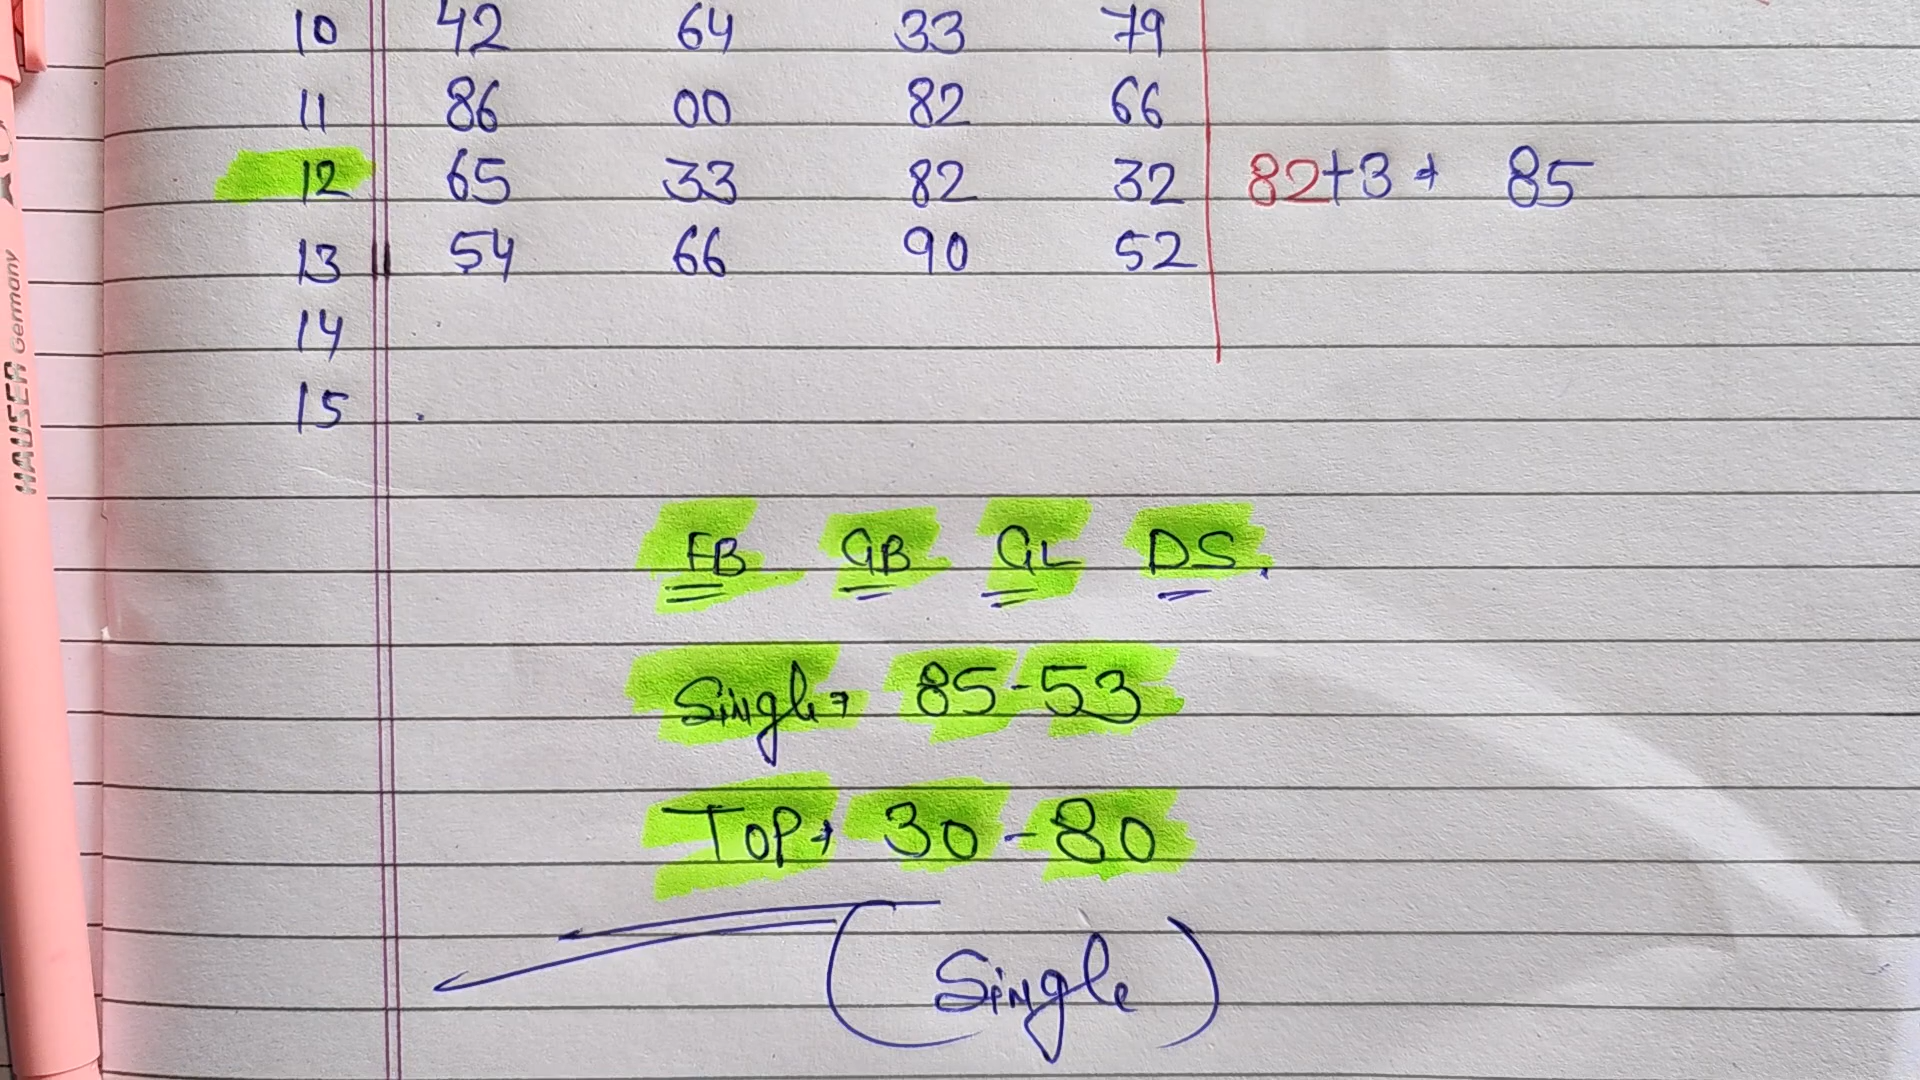 10 42 64 33 79
11 86 00 82 66
12 65 33 82 32 82+3→ 85
13 54 66 90 52
14
15
FB GB GL DS.
Single→ 85-53
TOP→ 30-80
(Single)
HAUSER Germany